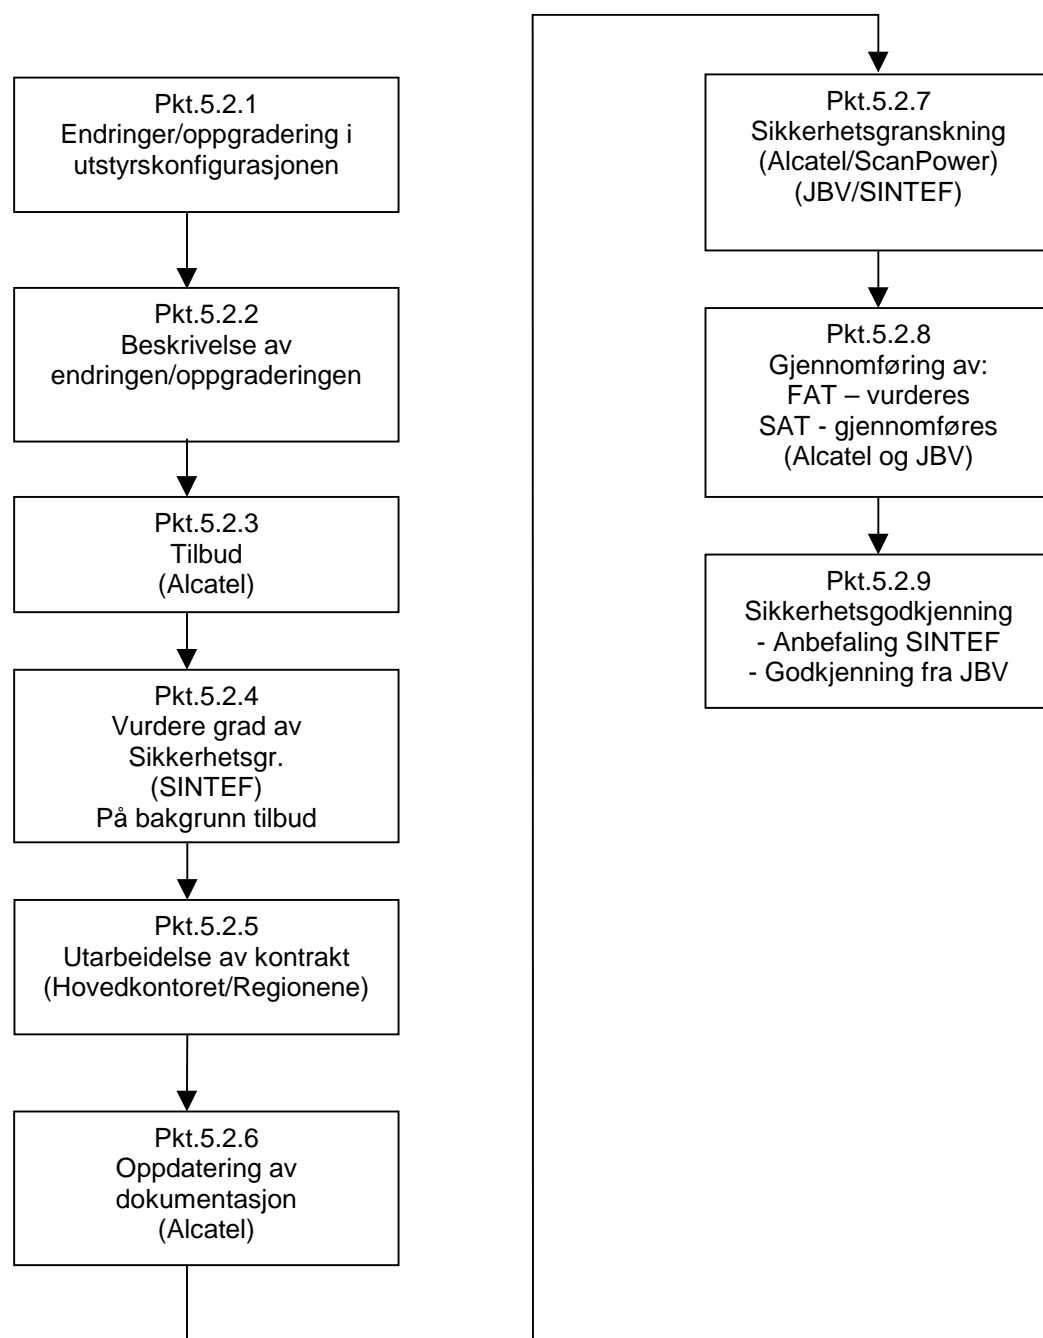 Pkt.5.2.1
Endringer/oppgradering i
utstyrskonfigurasjonen
Pkt.5.2.2
Beskrivelse av
endringen/oppgraderingen
Pkt.5.2.3
Tilbud
(Alcatel)
Pkt.5.2.4
Vurdere grad av
Sikkerhetsgr.
(SINTEF)
På bakgrunn tilbud
Pkt.5.2.5
Utarbeidelse av kontrakt
(Hovedkontoret/Regionene)
Pkt.5.2.6
Oppdatering av
dokumentasjon
(Alcatel)
Pkt.5.2.7
Sikkerhetsgranskning
(Alcatel/ScanPower)
(JBV/SINTEF)
Pkt.5.2.8
Gjennomføring av:
FAT – vurderes
SAT - gjennomføres
(Alcatel og JBV)
Pkt.5.2.9
Sikkerhetsgodkjenning
- Anbefaling SINTEF
- Godkjenning fra JBV